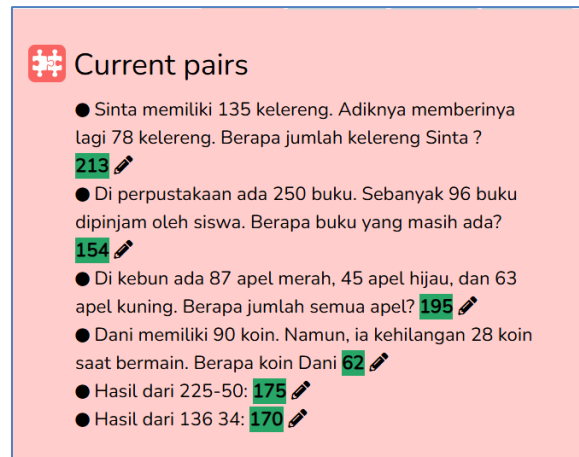 Current pairs
● Sinta memiliki 135 kelereng. Adiknya memberinya
lagi 78 kelereng. Berapa jumlah kelereng Sinta ?
213
● Di perpustakaan ada 250 buku. Sebanyak 96 buku
dipinjam oleh siswa. Berapa buku yang masih ada?
154
● Di kebun ada 87 apel merah, 45 apel hijau, dan 63
apel kuning. Berapa jumlah semua apel? 195
● Dani memiliki 90 koin. Namun, ia kehilangan 28 koin
saat bermain. Berapa koin Dani 62
● Hasil dari 225-50: 175
● Hasil dari 136 34: 170